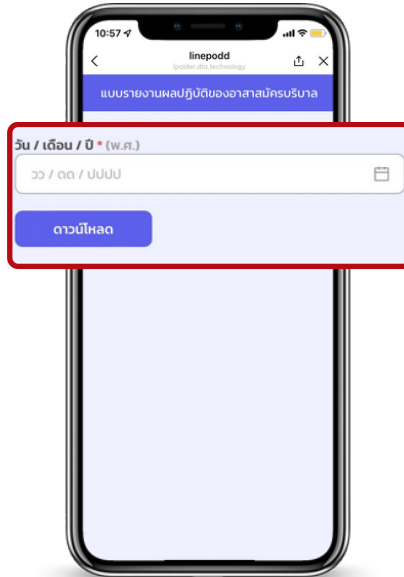 10:57
linepodd
lpolder.dto.technology
แบบรายงานผลปฏิบัติของอาสาสมัครบริบาล
วัน / เดือน / ปี * (พ.ศ.)
วว / ดด / ปปปป
ดาวน์โหลด